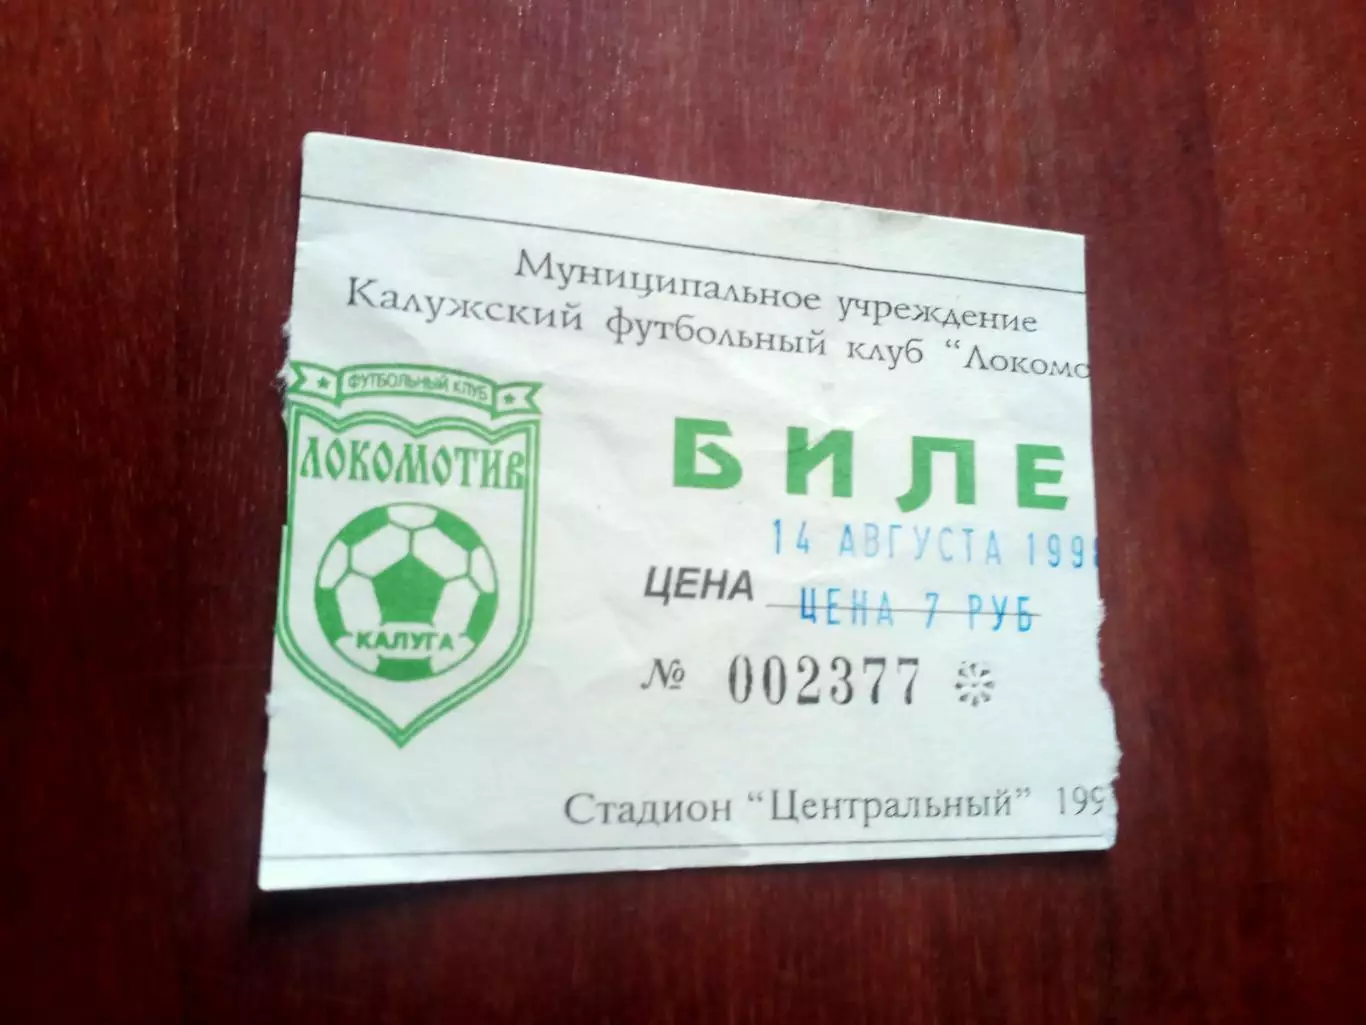 Муниципальное учреждение
Калужский футбольный клуб "Локомо
ФУТБОЛЬНЫЙ КЛУБ
ЛОКОМОТИВ
КАЛУГА
БИЛЕ
14 АВГУСТА 199
ЦЕНА ЦЕНА 7 РУБ
№ 002377
Стадион "Центральный" 199